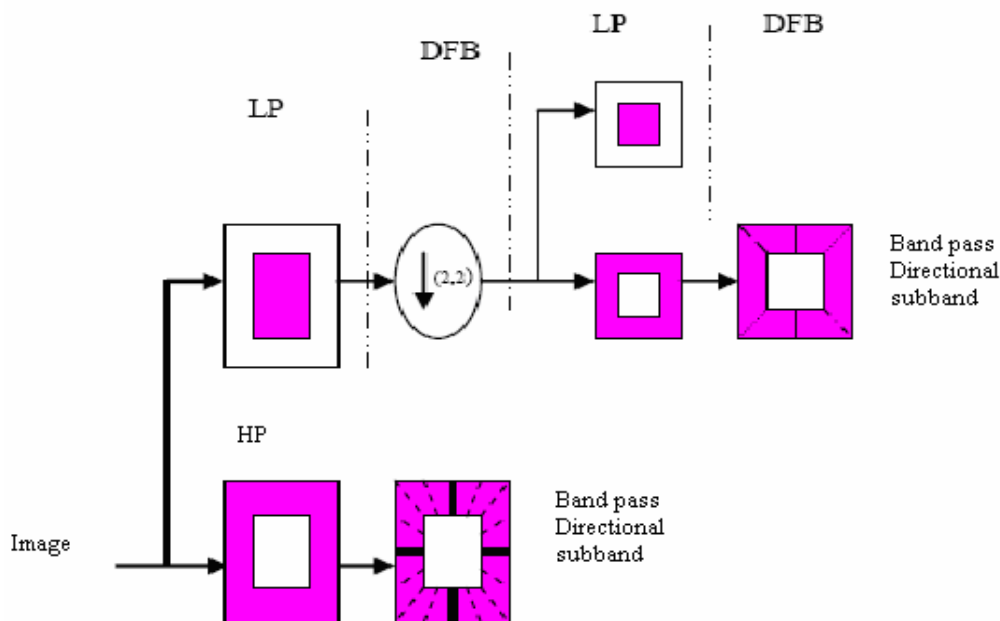 LP
DFB
DFB
LP
(2,2)
Band pass
Directional
subband
HP
Band pass
Directional
subband
Image